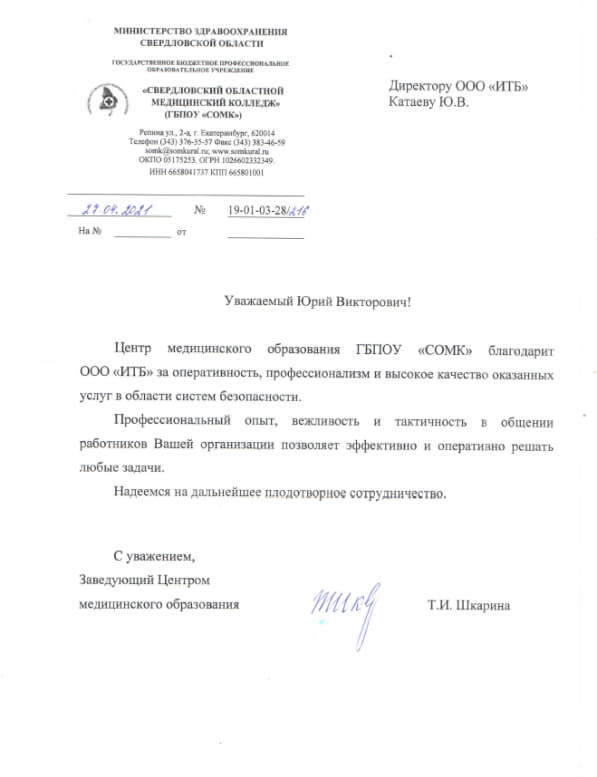 МИНИСТЕРСТВО ЗДРАВООХРАНЕНИЯ
СВЕРДЛОВСКОЙ ОБЛАСТИ
ГОСУДАРСТВЕННОЕ БЮДЖЕТНОЕ ПРОФЕССИОНАЛЬНОЕ
ОБРАЗОВАТЕЛЬНОЕ УЧРЕЖДЕНИЕ
«СВЕРДЛОВСКИЙ ОБЛАСТНОЙ
МЕДИЦИНСКИЙ КОЛЛЕДЖ»
(ГБПОУ «СОМК»)
Репина ул., 2-а, г. Екатеринбург, 620014
Телефон (343) 376-35-57 Факс (343) 383-46-59
somk@somkural.ru; www.somkural.ru
ОКПО 05175253. ОГРН 1026602332349.
ИНН 6658041737 КПП 665801001
Директору ООО «ИТБ»
Катаеву Ю.В.
27.04.2021 № 19-01-03-28/216
На № от
Уважаемый Юрий Викторович!
Центр медицинского образования ГБПОУ «СОМК» благодарит
ООО «ИТБ» за оперативность, профессионализм и высокое качество оказанных
услуг в области систем безопасности.
Профессиональный опыт, вежливость и тактичность в общении
работников Вашей организации позволяет эффективно и оперативно решать
любые задачи.
Надеемся на дальнейшее плодотворное сотрудничество.
С уважением,
Заведующий Центром
медицинского образования Т.И. Шкарина